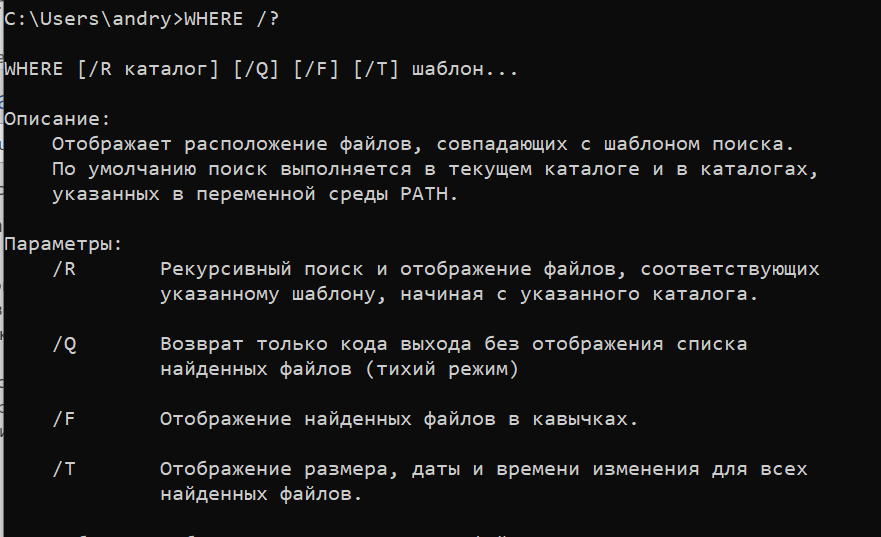 C:\Users\andry>WHERE /?
WHERE [/R каталог] [/Q] [/F] [/T] шаблон...
Описание:
Отображает расположение файлов, совпадающих с шаблоном поиска.
По умолчанию поиск выполняется в текущем каталоге и в каталогах,
указанных в переменной среды PATH.
Параметры:
/R Рекурсивный поиск и отображение файлов, соответствующих
указанному шаблону, начиная с указанного каталога.
/Q Возврат только кода выхода без отображения списка
найденных файлов (тихий режим)
/F Отображение найденных файлов в кавычках.
/T Отображение размера, даты и времени изменения для всех
найденных файлов.